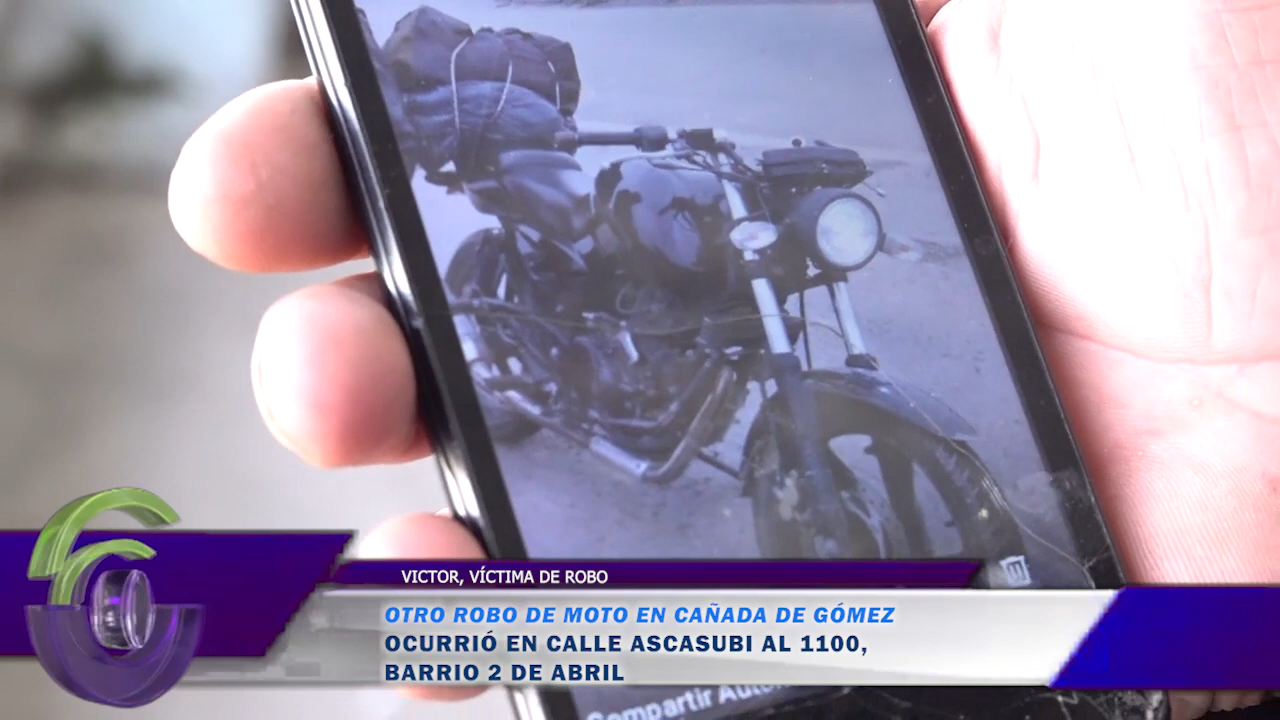 VICTOR, VÍCTIMA DE ROBO
OTRO ROBO DE MOTO EN CAÑADA DE GÓMEZ
OCURRIÓ EN CALLE ASCASUBI AL 1100,
BARRIO 2 DE ABRIL
Compartir